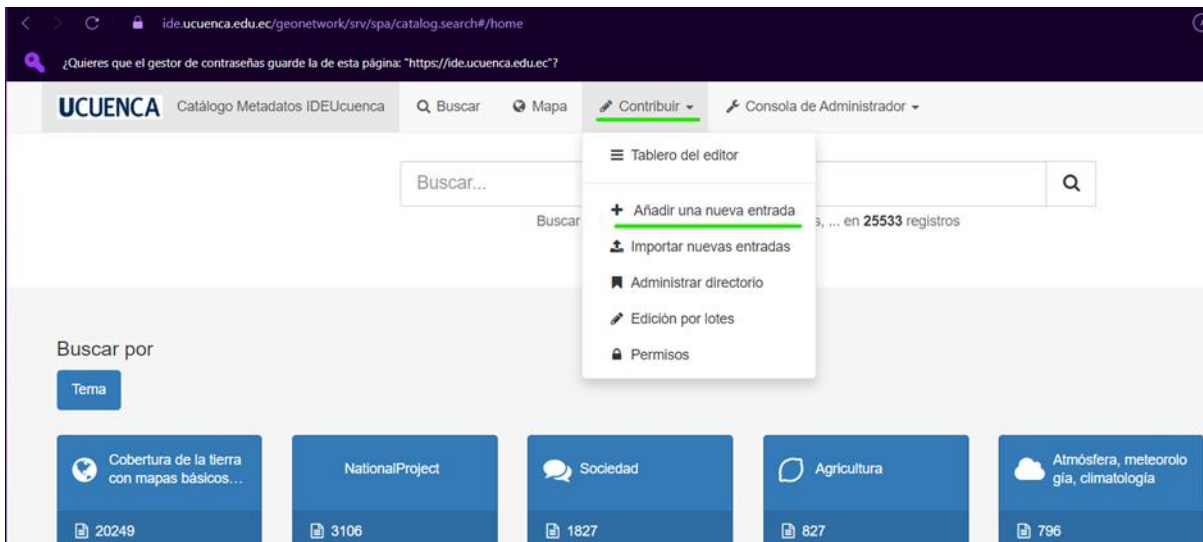 ide.ucuenca.edu.ec/geonetwork/srv/spa/catalog.search#/home
¿Quieres que el gestor de contraseñas guarde la de esta página: "https://ide.ucuenca.edu.ec"?
UCUENCA Catálogo Metadatos IDEUcuenca Buscar Mapa Contribuir Consola de Administrador
Tablero del editor
Buscar...
Añadir una nueva entrada
Buscar s, ... en 25533 registros
Importar nuevas entradas
Administrar directorio
Edición por lotes
Permisos
Buscar por
Tema
Cobertura de la tierra
con mapas básicos...
NationalProject
Sociedad
Agricultura
Atmósfera, meteorolo
gía, climatología
20249 3106 1827 827 796